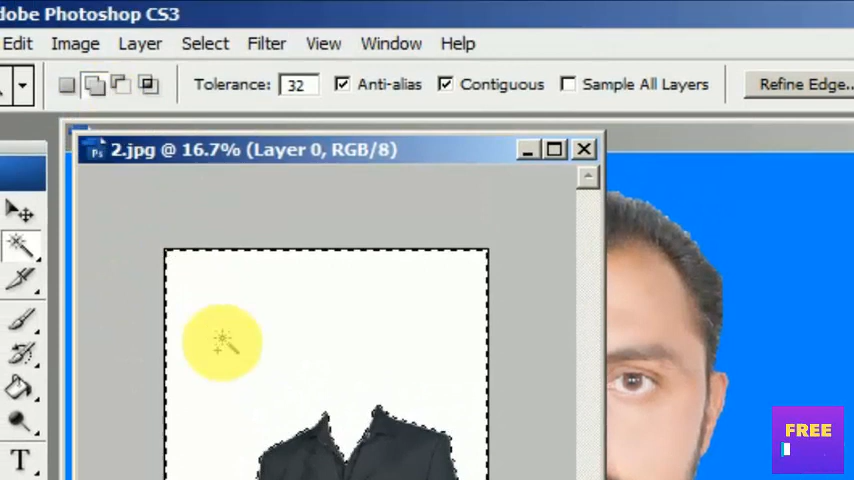 dobe Photoshop CS3
Edit Image Layer Select Filter View Window Help
Tolerance: 32 Anti-alias Contiguous Sample All Layers Refine Edge..
Ps 2.jpg @ 16.7% (Layer 0, RGB/8)
T
FREE